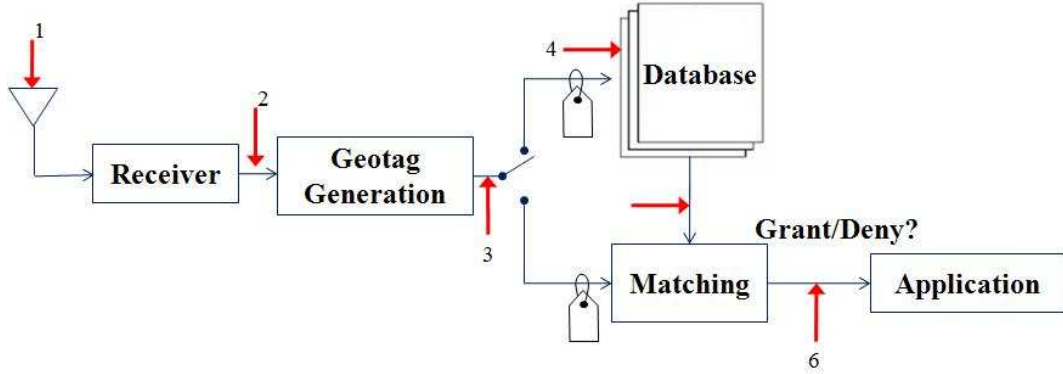 1
4
Database
2
Receiver
Geotag
Generation
3
Grant/Deny?
Matching
Application
6